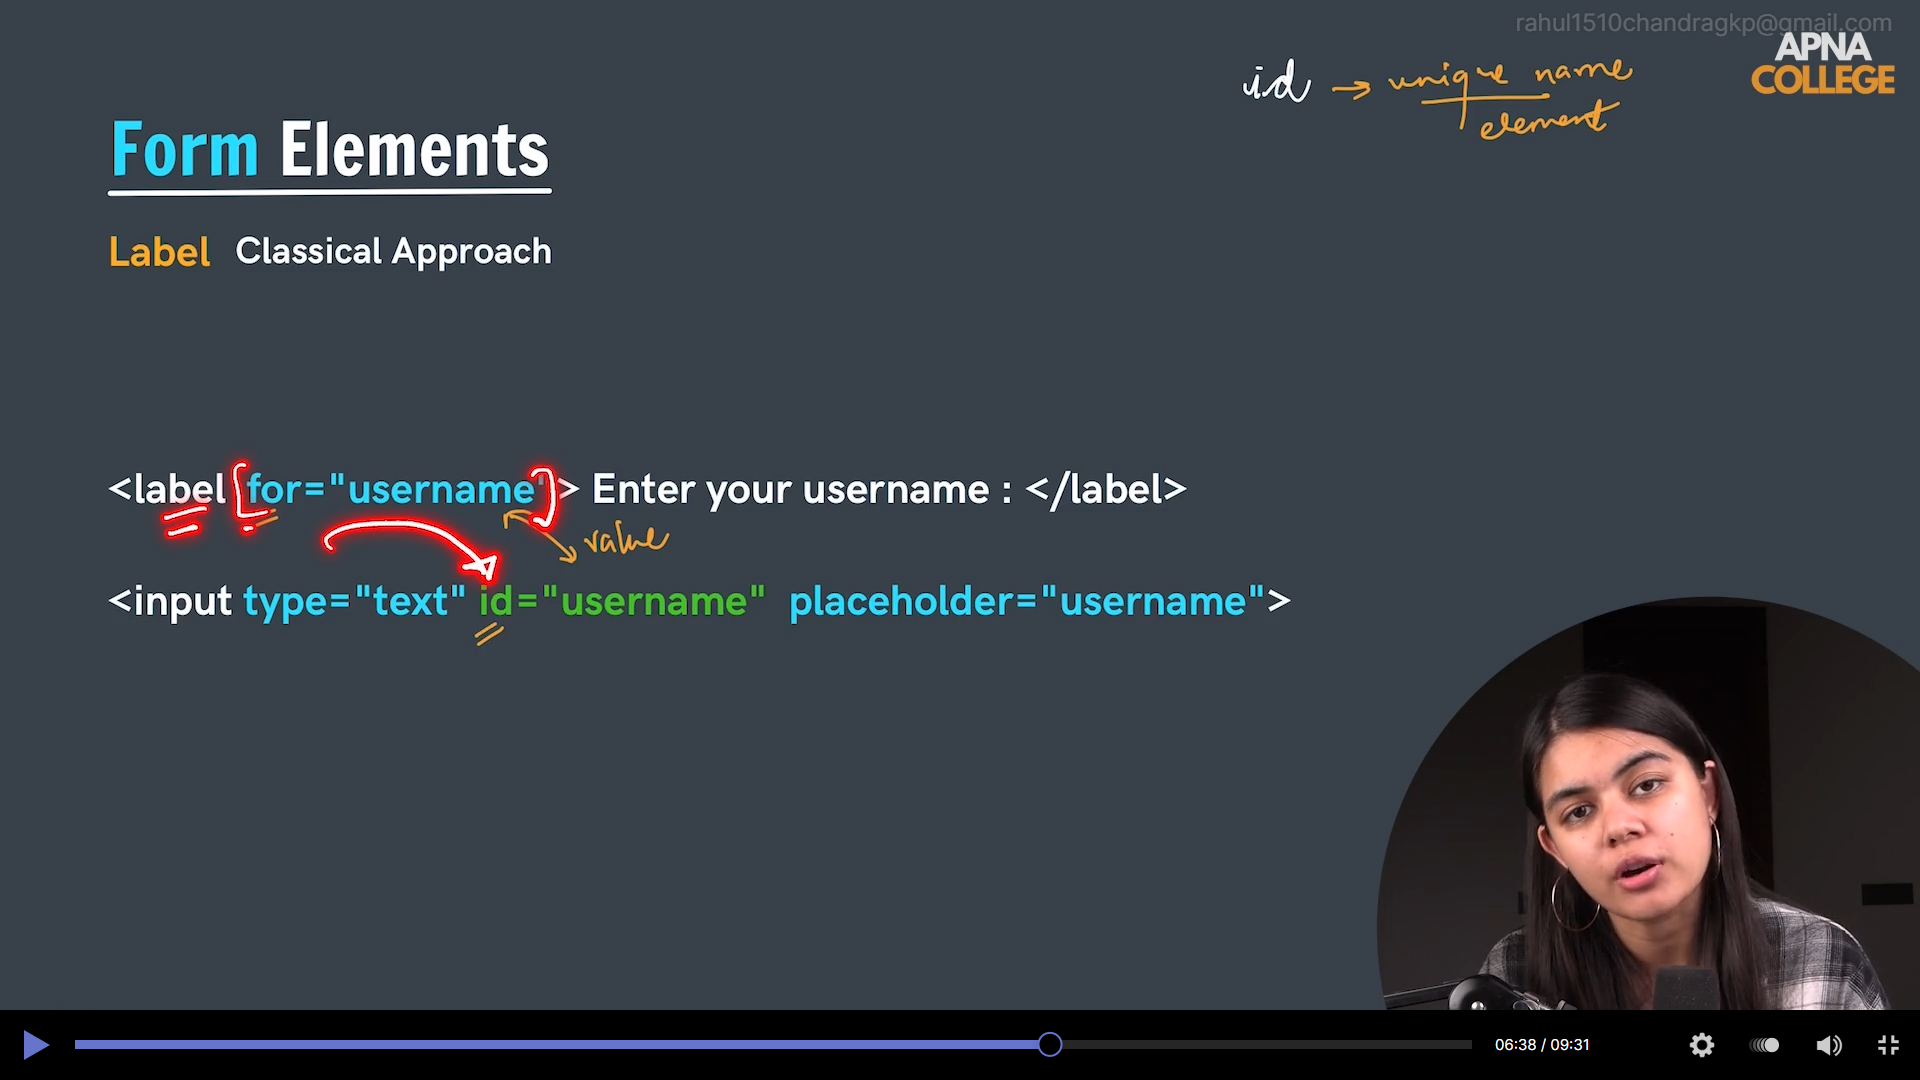 rahul1510chandragkp@gmail.com
APNA
COLLEGE
id → unique name
element
Form Elements
Label Classical Approach
<label for="username"> Enter your username : </label>
value
<input type="text" id="username" placeholder="username">
06:38 / 09:31